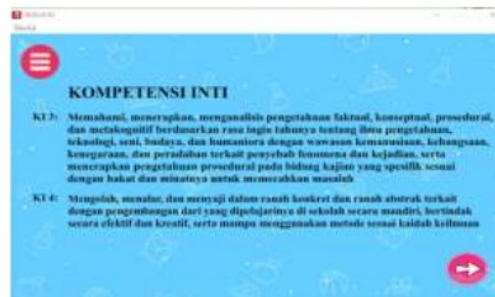 KOMPETENSI INTI
KI 3: Memahami, menerapkan, menganalisis pengetahuan faktual, konseptual, prosedural,
dan metakognitif berdasarkan rasa ingin tahunya tentang ilmu pengetahuan,
teknologi, seni, budaya, dan humaniora dengan wawasan kemanusiaan, kebangsaan,
kenegaraan, dan peradaban terkait penyebab fenomena dan kejadian, serta
menerapkan pengetahuan prosedural pada bidang kajian yang spesifik sesuai
dengan bakat dan minatnya untuk memecahkan masalah
KI 4: Mengolah, menalar, dan menyaji dalam ranah konkret dan ranah abstrak terkait
dengan pengembangan dari yang dipelajarinya di sekolah secara mandiri, bertindak
secara efektif dan kreatif, serta mampu menggunakan metode sesuai kaidah keilmuan